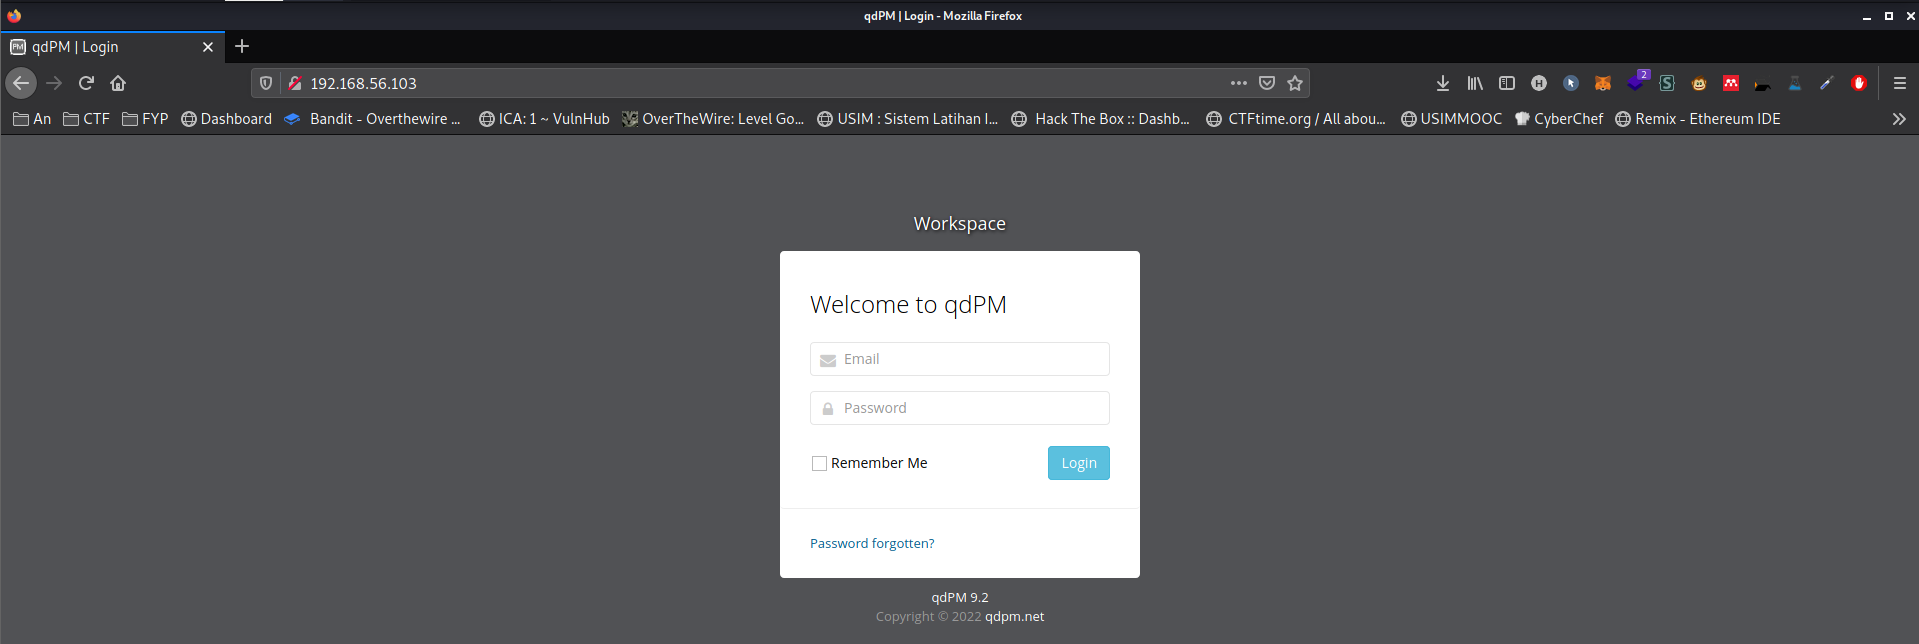 qdPM | Login - Mozilla Firefox
PM qdPM | Login
192.168.56.103
2
An CTF FYP Dashboard Bandit - Overthewire ... ICA: 1 ~ VulnHub OverTheWire: Level Go... USIM : Sistem Latihan I... Hack The Box :: Dashb... CTFtime.org / All abou... USIMMOOC CyberChef Remix - Ethereum IDE
Workspace
Welcome to qdPM
Email
Password
Remember Me Login
Password forgotten?
qdPM 9.2
Copyright © 2022 qdpm.net